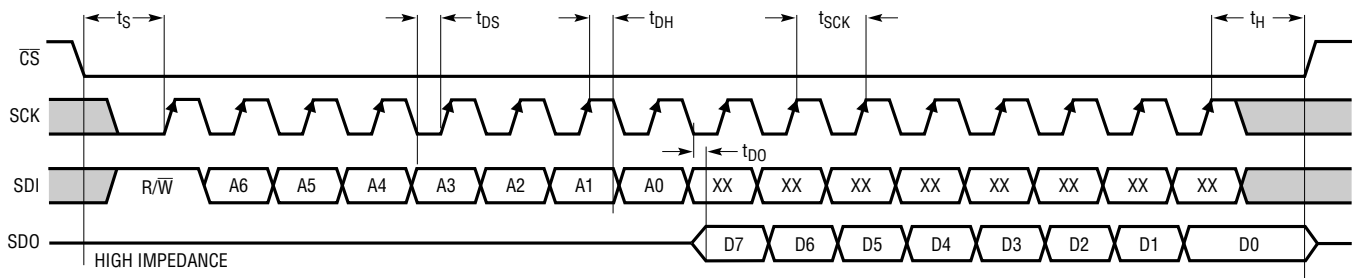 tS tDS tDH tSCK tH
CS
SCK
tDO
SDI R/W A6 A5 A4 A3 A2 A1 A0 XX XX XX XX XX XX XX XX
SDO D7 D6 D5 D4 D3 D2 D1 D0
HIGH IMPEDANCE